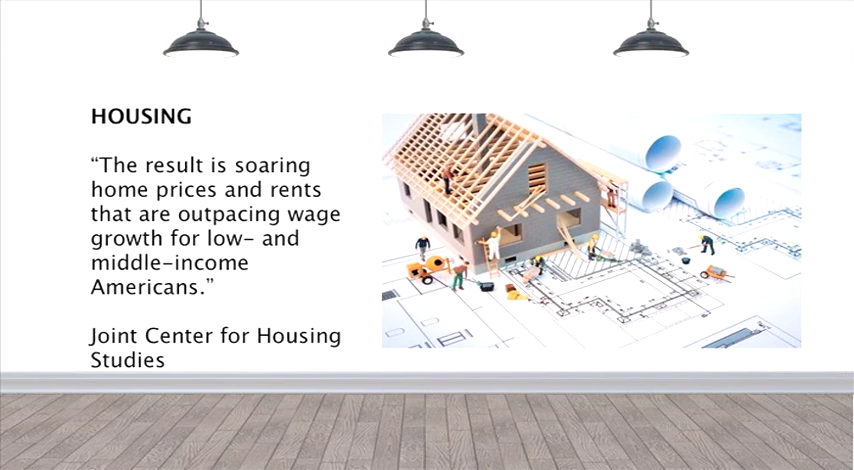 HOUSING
“The result is soaring
home prices and rents
that are outpacing wage
growth for low- and
middle-income
Americans.”
Joint Center for Housing
Studies